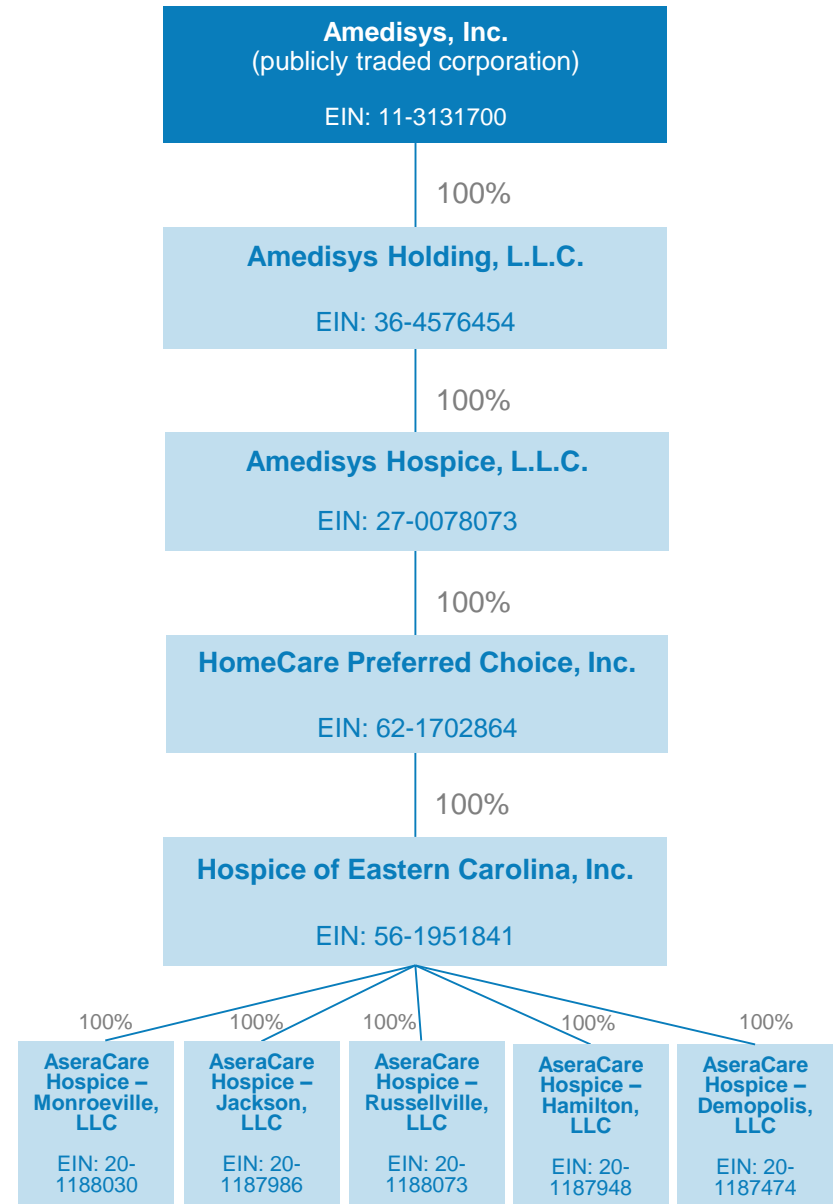 Amedisys, Inc.
(publicly traded corporation)
EIN: 11-3131700
100%
Amedisys Holding, L.L.C.
EIN: 36-4576454
100%
Amedisys Hospice, L.L.C.
EIN: 27-0078073
100%
HomeCare Preferred Choice, Inc.
EIN: 62-1702864
100%
Hospice of Eastern Carolina, Inc.
EIN: 56-1951841
100%
AseraCare
Hospice –
Monroeville,
LLC
EIN: 20-
1188030
100%
AseraCare
Hospice –
Jackson,
LLC
EIN: 20-
1187986
100%
AseraCare
Hospice –
Russellville,
LLC
EIN: 20-
1188073
100%
AseraCare
Hospice –
Hamilton,
LLC
EIN: 20-
1187948
100%
AseraCare
Hospice –
Demopolis,
LLC
EIN: 20-
1187474